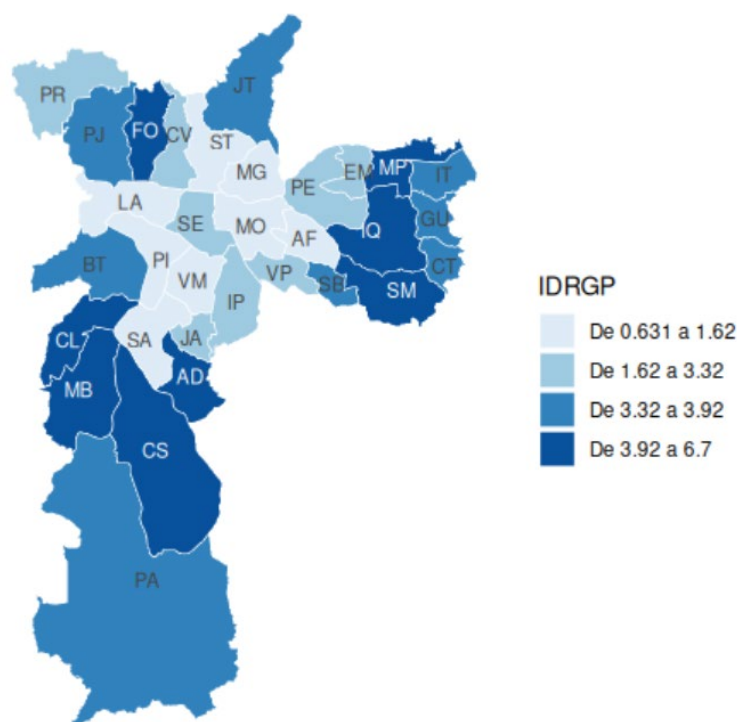 JT
PR
PJ
FO
CV
ST
MG
PE
EM
MP
IT
LA
SE
MO
AF
IQ
GU
BT
PI
VM
IP
VP
SB
SM
CT
CL
SA
JA
MB
AD
CS
PA
IDRGP
De 0.631 a 1.62
De 1.62 a 3.32
De 3.32 a 3.92
De 3.92 a 6.7